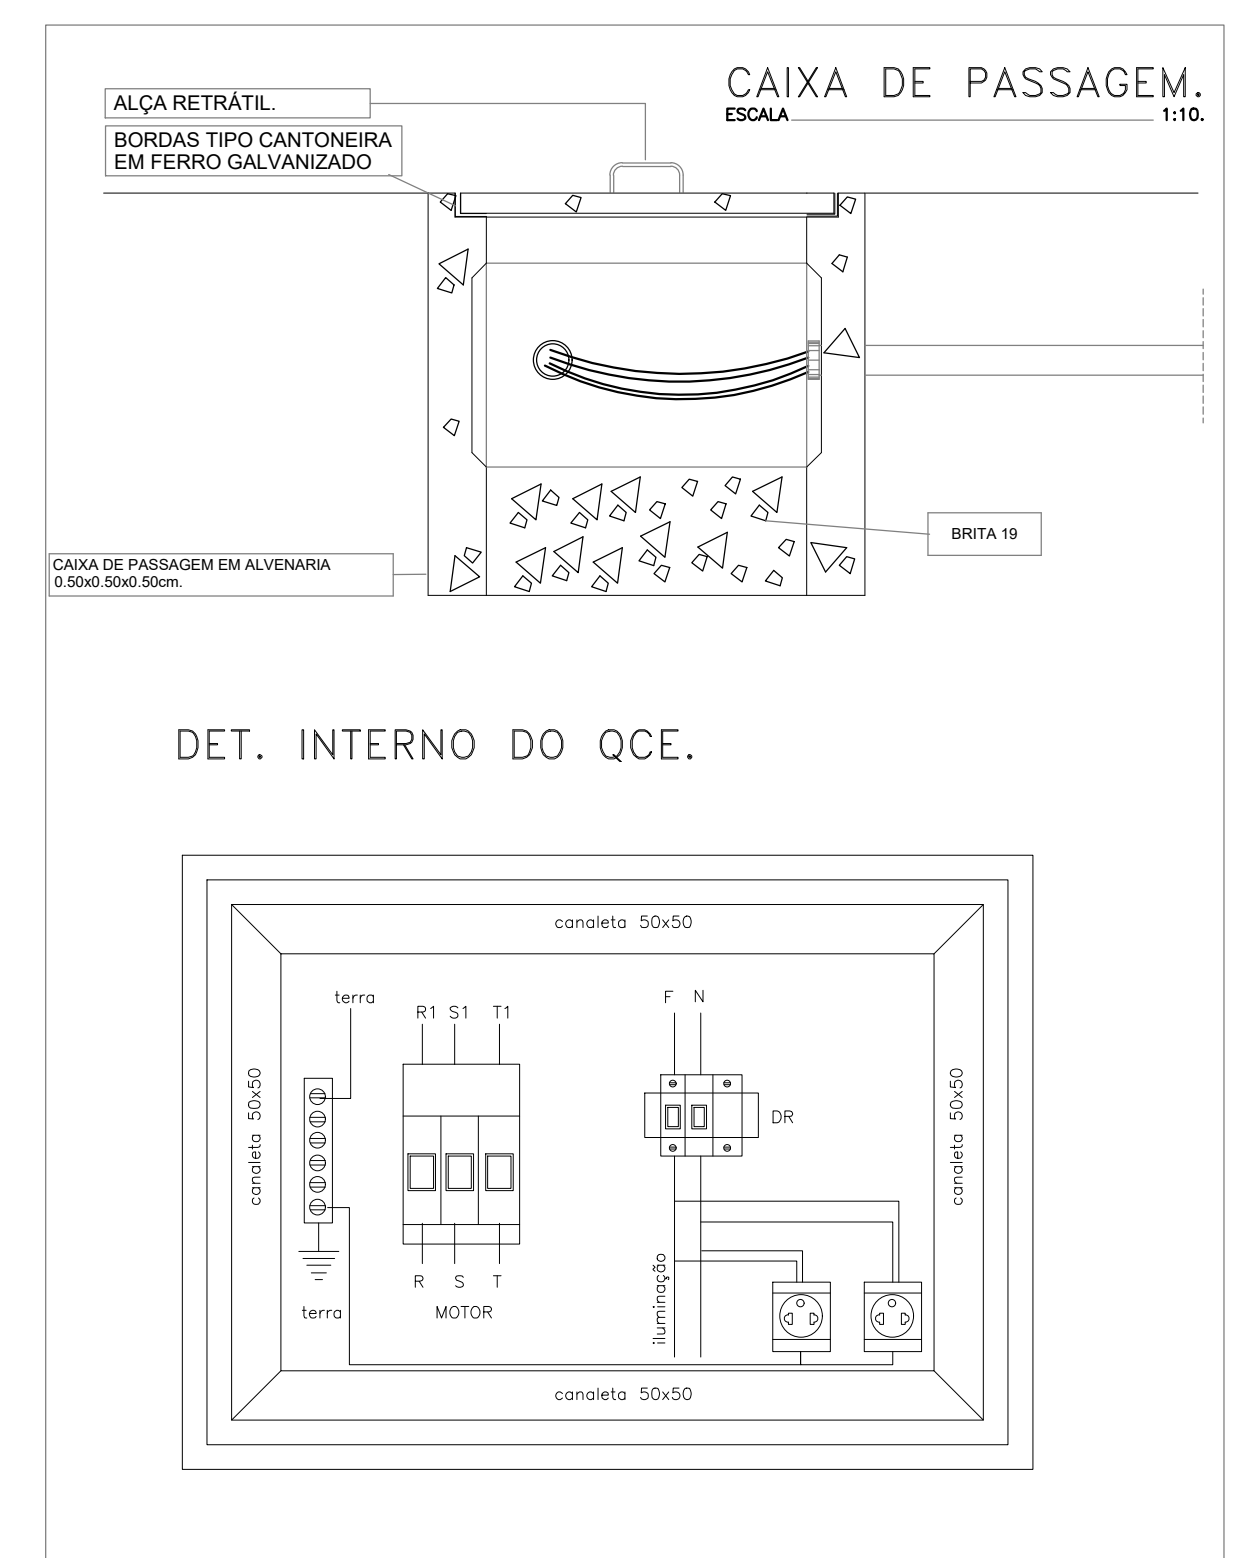 CAIXA DE PASSAGEM.
ESCALA 1:10.
ALÇA RETRÁTIL.
BORDAS TIPO CANTONEIRA
EM FERRO GALVANIZADO
BRITA 19
CAIXA DE PASSAGEM EM ALVENARIA
0.50x0.50x0.50cm.
DET. INTERNO DO QCE.
canaleta 50x50
terra
R1 S1 T1
F N
canaleta 50x50
canaleta 50x50
DR
iluminação
R S T
terra
MOTOR
canaleta 50x50